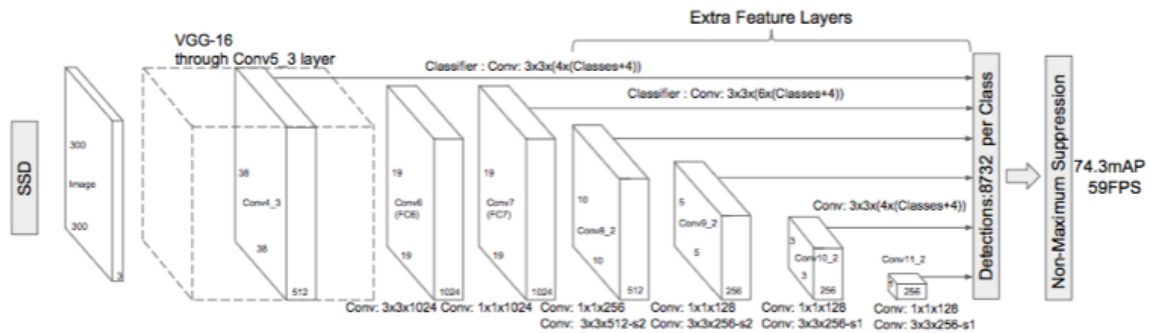 Extra Feature Layers
VGG-16
through Conv5_3 layer
Classifier : Conv: 3x3x(4x(Classes+4))
Classifier : Conv: 3x3x(6x(Classes+4))
SSD
300
Image
300
3
38
Conv4_3
38
512
19
Conv6
(FC6)
19
1024
19
Conv7
(FC7)
19
1024
10
Conv8_2
10
512
5
Conv9_2
5
256
Conv: 3x3x(4x(Classes+4))
3
Conv10_2
3
256
Conv11_2
256
Detections:8732 per Class
Non-Maximum Suppression
74.3mAP
59FPS
Conv: 3x3x1024
Conv: 1x1x1024
Conv: 1x1x256
Conv: 3x3x512-s2
Conv: 1x1x128
Conv: 3x3x256-s2
Conv: 1x1x128
Conv: 3x3x256-s1
Conv: 1x1x128
Conv: 3x3x256-s1